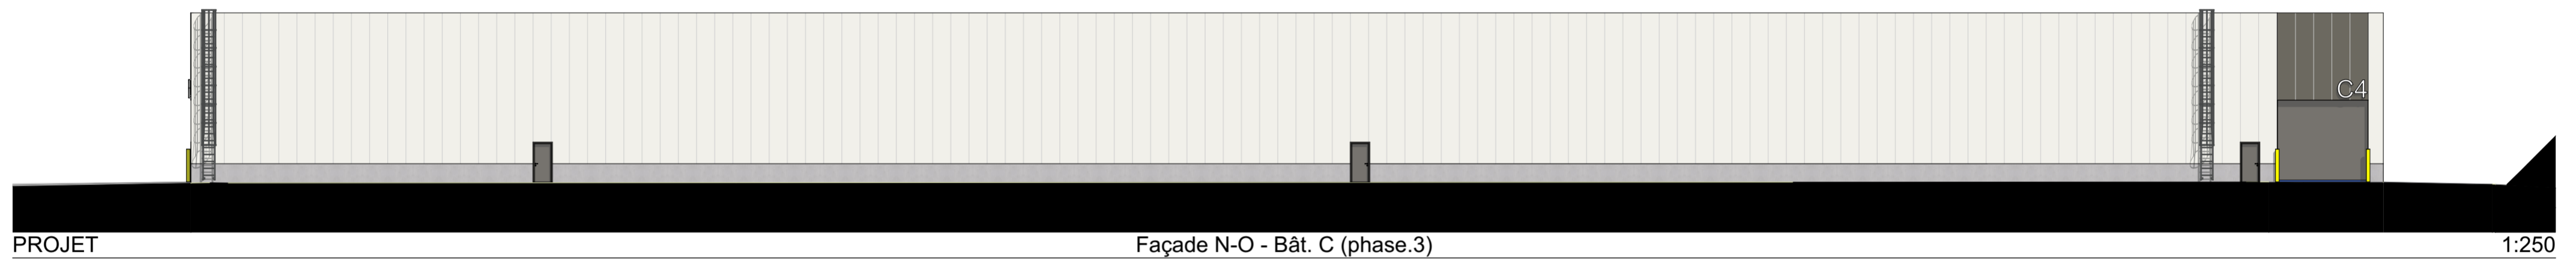 C4
PROJET
Façade N-O - Bât. C (phase.3)
1:250